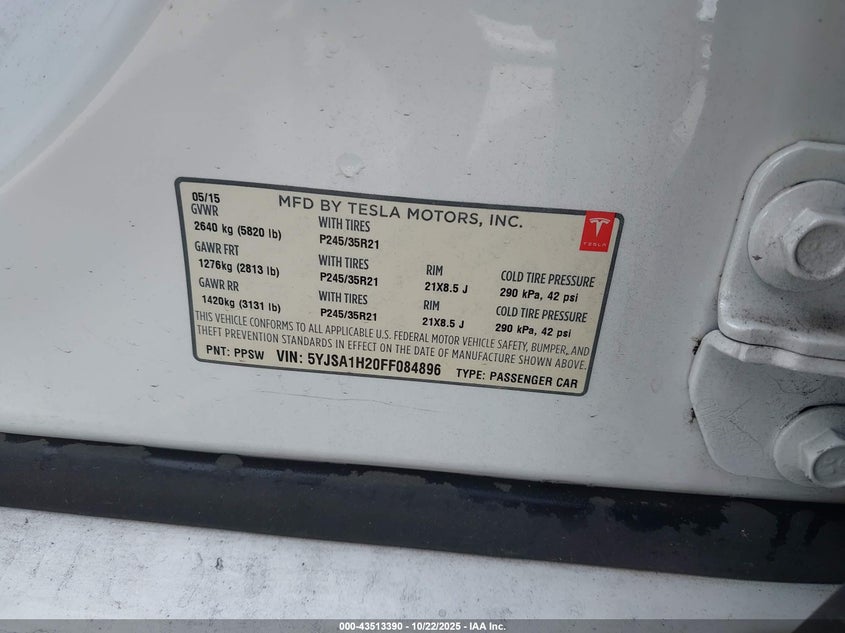 05/15
MFD BY TESLA MOTORS, INC.
GVWR
2640 kg (5820 lb)
WITH TIRES
P245/35R21
TESLA
GAWR FRT
1276kg (2813 lb)
WITH TIRES
P245/35R21
RIM
21X8.5 J
COLD TIRE PRESSURE
290 kPa, 42 psi
GAWR RR
1420kg (3131 lb)
WITH TIRES
P245/35R21
RIM
21X8.5 J
COLD TIRE PRESSURE
290 kPa, 42 psi
THIS VEHICLE CONFORMS TO ALL APPLICABLE U.S. FEDERAL MOTOR VEHICLE SAFETY, BUMPER, AND
THEFT PREVENTION STANDARDS IN EFFECT ON THE DATE OF MANUFACTURE SHOWN ABOVE.
PNT: PPSW VIN: 5YJSA1H20FF084896 TYPE: PASSENGER CAR
000-43513390 - 10/22/2025 - IAA Inc.